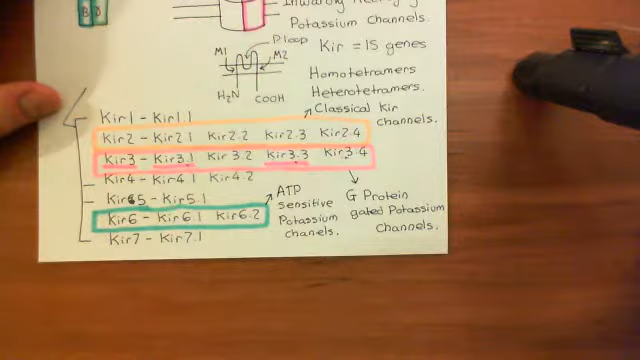 B D
Inwardly
Potassium Channels.
P-loop
M1
M2
Kir = 15 genes
H₂N
COOH
Homotetramers
Heterotetramers.
Classical Kir
channels.
Kir1 - Kir1.1
Kir2 - Kir2.1 Kir2.2 Kir2.3 Kir2.4
Kir3 - Kir3.1 Kir3.2 Kir3.3 Kir3.4
Kir4 - Kir4.1 Kir4.2
Kir5 - Kir5.1
Kir6 - Kir6.1 Kir6.2
Kir7 - Kir7.1
ATP
Sensitive
Potassium
chanels.
G Protein
gated Potassium
Channels.